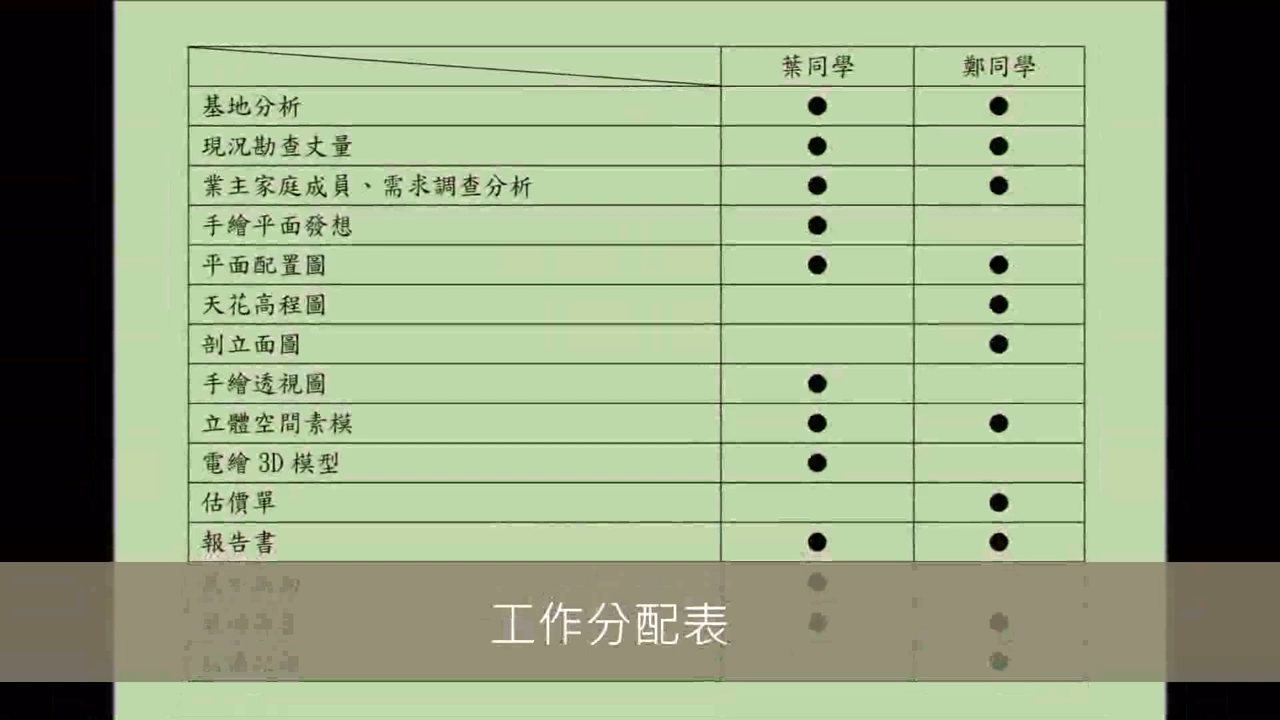 葉同學 鄭同學
基地分析 ● ●
現況勘查丈量 ● ●
業主家庭成員、需求調查分析 ● ●
手繪平面發想 ●
平面配置圖 ● ●
天花高程圖 ●
剖立面圖 ●
手繪透視圖 ●
立體空間素模 ● ●
電繪 3D 模型 ●
估價單 ●
報告書 ● ●
工作分配表